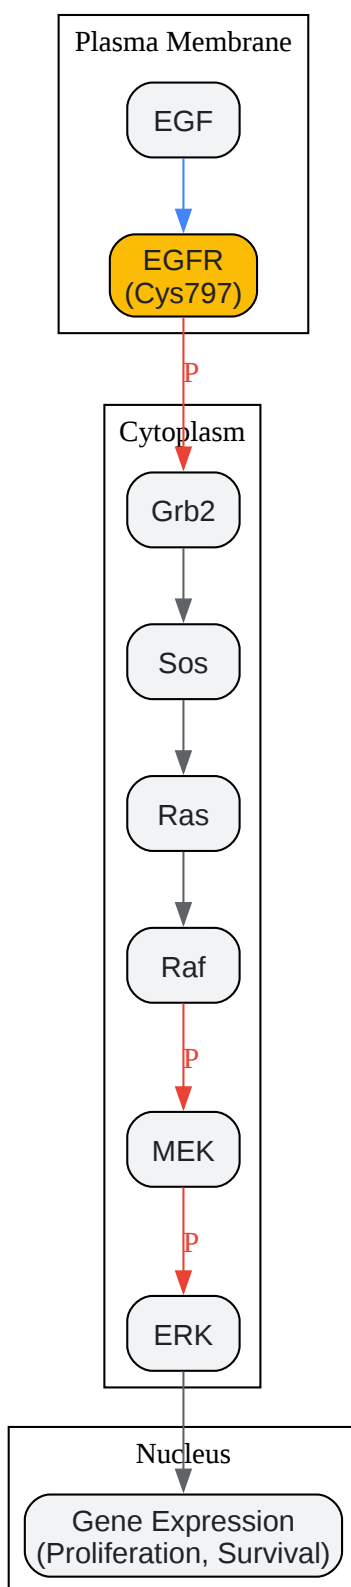 Plasma Membrane
EGF
EGFR
(Cys797)
P
Cytoplasm
Grb2
Sos
Ras
Raf
P
MEK
P
ERK
Nucleus
Gene Expression
(Proliferation, Survival)